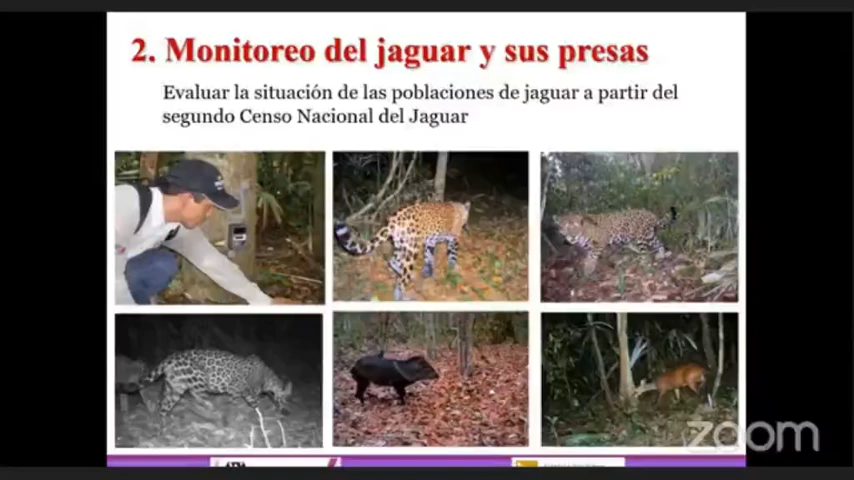 2. Monitoreo del jaguar y sus presas
Evaluar la situación de las poblaciones de jaguar a partir del
segundo Censo Nacional del Jaguar
zoom